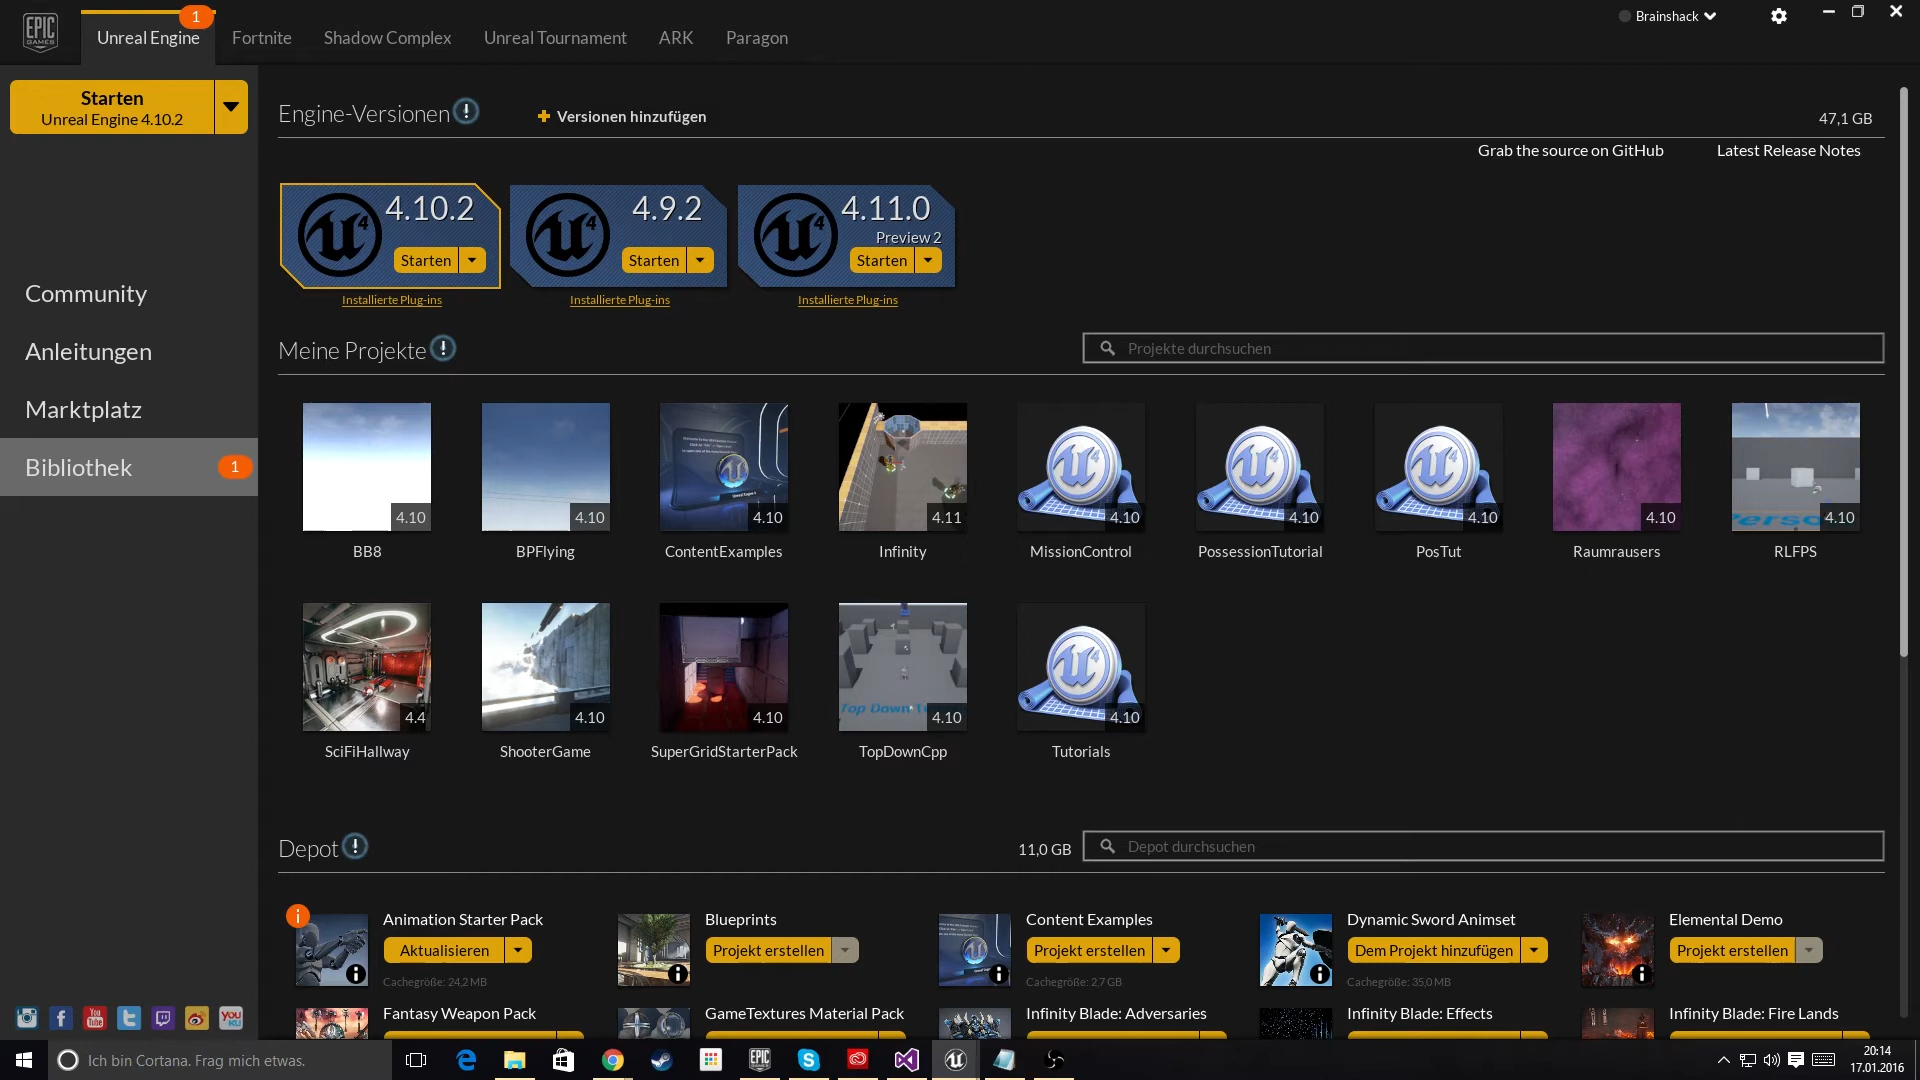 EPIC GAMES
Unreal Engine
1
Fortnite
Shadow Complex
Unreal Tournament
ARK
Paragon
Brainshack
Starten
Unreal Engine 4.10.2
Engine-Versionen
Versionen hinzufügen
47,1 GB
Grab the source on GitHub
Latest Release Notes
4.10.2
Starten
Installierte Plug-ins
4.9.2
Starten
Installierte Plug-ins
4.11.0
Preview 2
Starten
Installierte Plug-ins
Community
Anleitungen
Marktplatz
Bibliothek
1
Meine Projekte
Projekte durchsuchen
4.10
4.10
4.10
4.11
4.10
4.10
4.10
4.10
4.10
BB8
BPFlying
ContentExamples
Infinity
MissionControl
PossessionTutorial
PosTut
Raumrausers
RLFPS
4.4
4.10
4.10
Top Down
4.10
4.10
SciFiHallway
ShooterGame
SuperGridStarterPack
TopDownCpp
Tutorials
Depot
11,0 GB
Depot durchsuchen
Animation Starter Pack
Aktualisieren
Cachegröße: 24,2 MB
Blueprints
Projekt erstellen
Content Examples
Projekt erstellen
Cachegröße: 2,7 GB
Dynamic Sword Animset
Dem Projekt hinzufügen
Cachegröße: 35,0 MB
Elemental Demo
Projekt erstellen
Fantasy Weapon Pack
GameTextures Material Pack
Infinity Blade: Adversaries
Infinity Blade: Effects
Infinity Blade: Fire Lands
Ich bin Cortana. Frag mich etwas.
20:14
17.01.2016